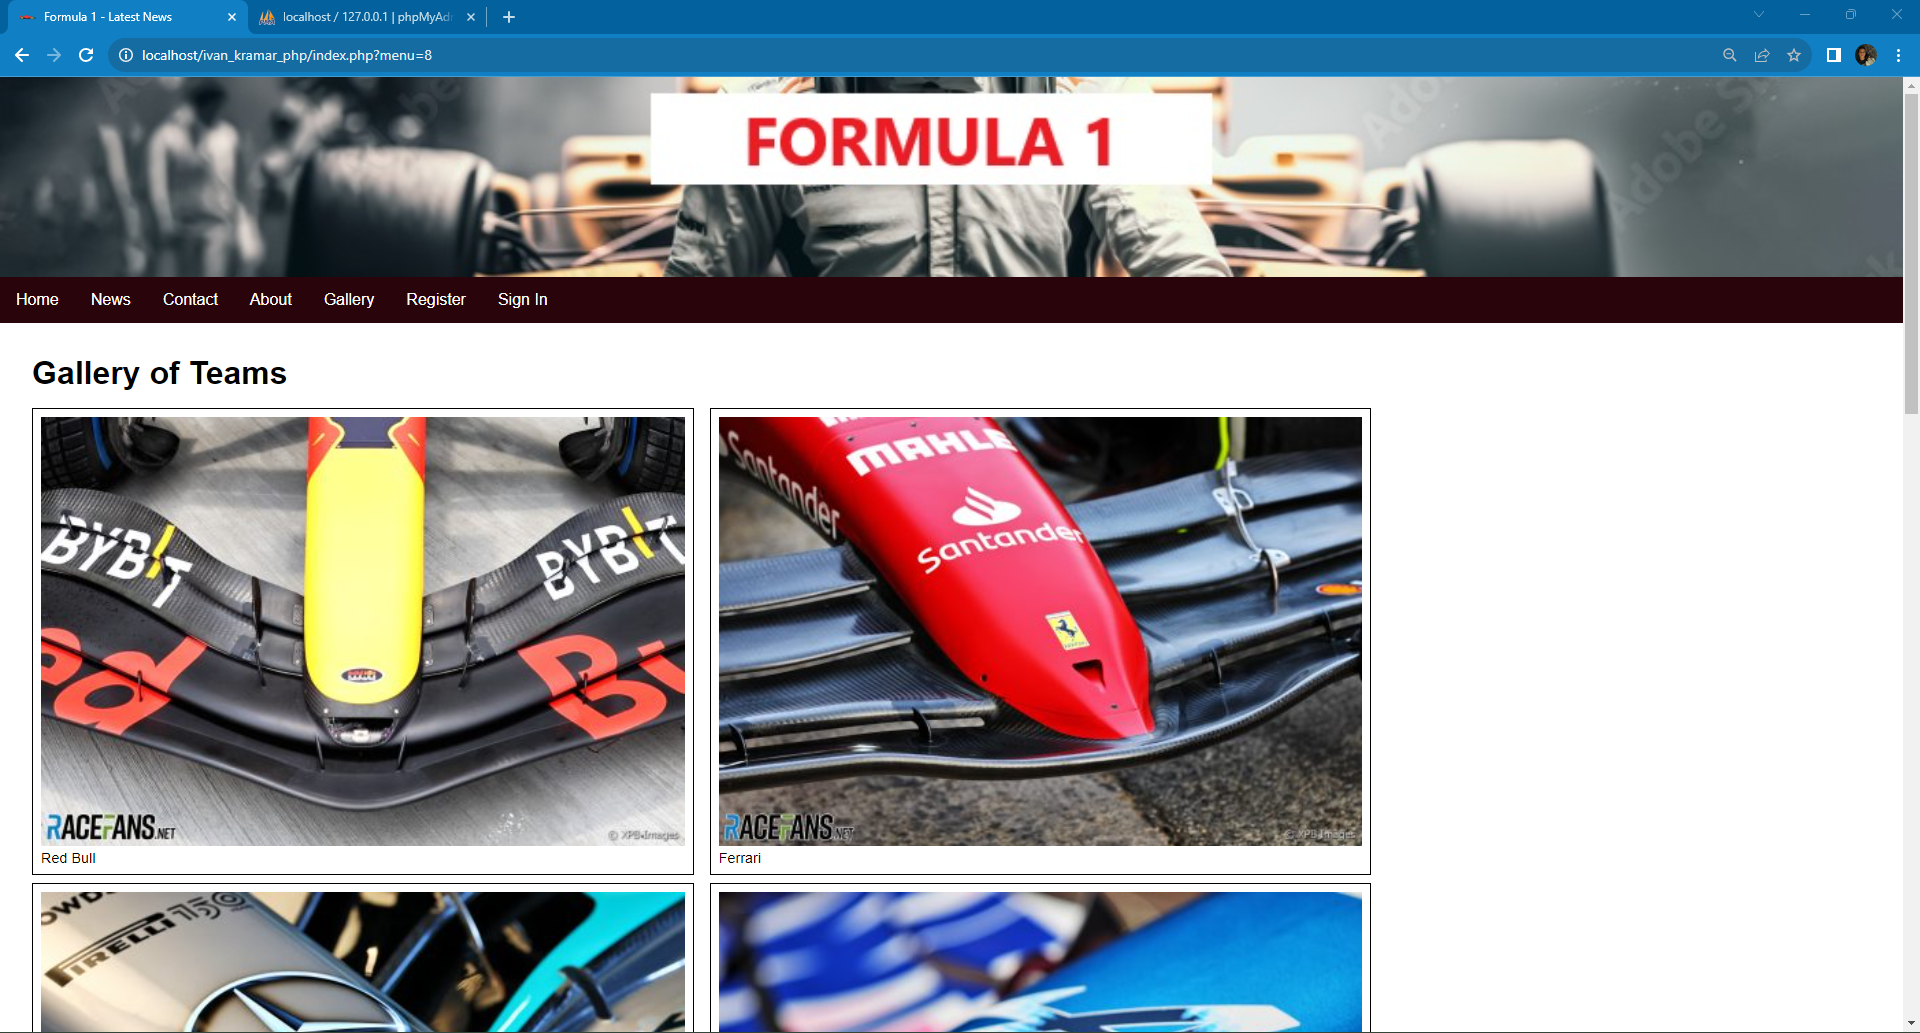 Formula 1 - Latest News
localhost / 127.0.0.1 | phpMyAd
localhost/ivan_kramar_php/index.php?menu=8
FORMULA 1
Adobe
Home
News
Contact
About
Gallery
Register
Sign In
Gallery of Teams
BYBIT
BYBIT
RACEFANS.NET
© XPB Images
Red Bull
MAHLE
Santander
Santander
RACEFANS.NET
© XPB Images
Ferrari
PIRELLI 150